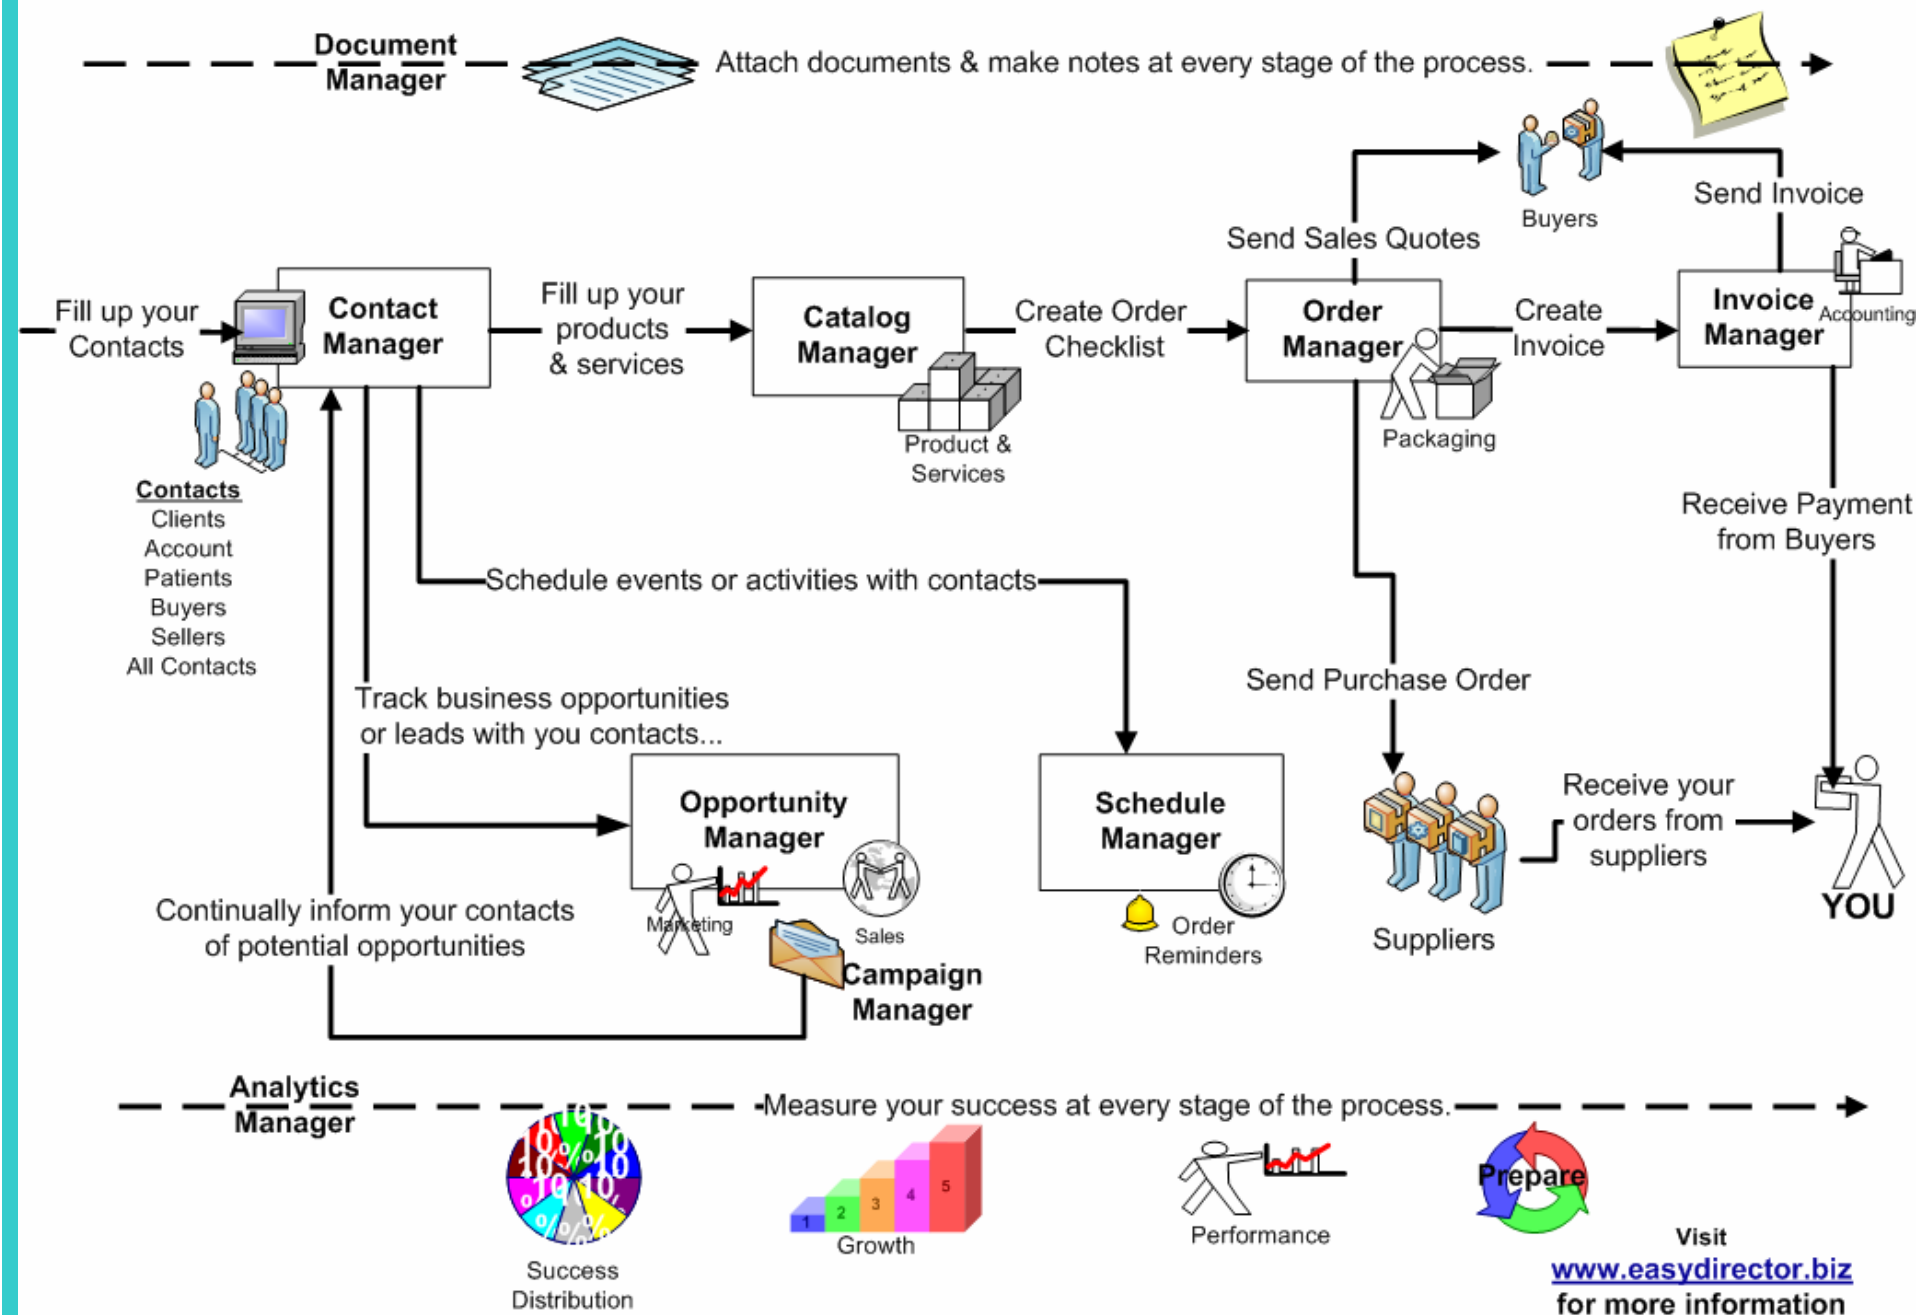 Document
Manager
Attach documents & make notes at every stage of the process.
Buyers
Send Invoice
Send Sales Quotes
Fill up your
Contacts
Contact
Manager
Fill up your
products
& services
Catalog
Manager
Create Order
Checklist
Order
Manager
Create
Invoice
Invoice
Manager
Accounting
Packaging
Product &
Services
Contacts
Clients
Account
Patients
Buyers
Sellers
All Contacts
Receive Payment
from Buyers
Schedule events or activities with contacts
Send Purchase Order
Track business opportunities
or leads with you contacts...
Opportunity
Manager
Marketing
Sales
Schedule
Manager
Order
Reminders
Receive your
orders from
suppliers
Suppliers
YOU
Continually inform your contacts
of potential opportunities
Campaign
Manager
Analytics
Manager
Measure your success at every stage of the process.
Success
Distribution
1
2
3
4
5
Growth
Performance
Prepare
Visit
www.easydirector.biz
for more information